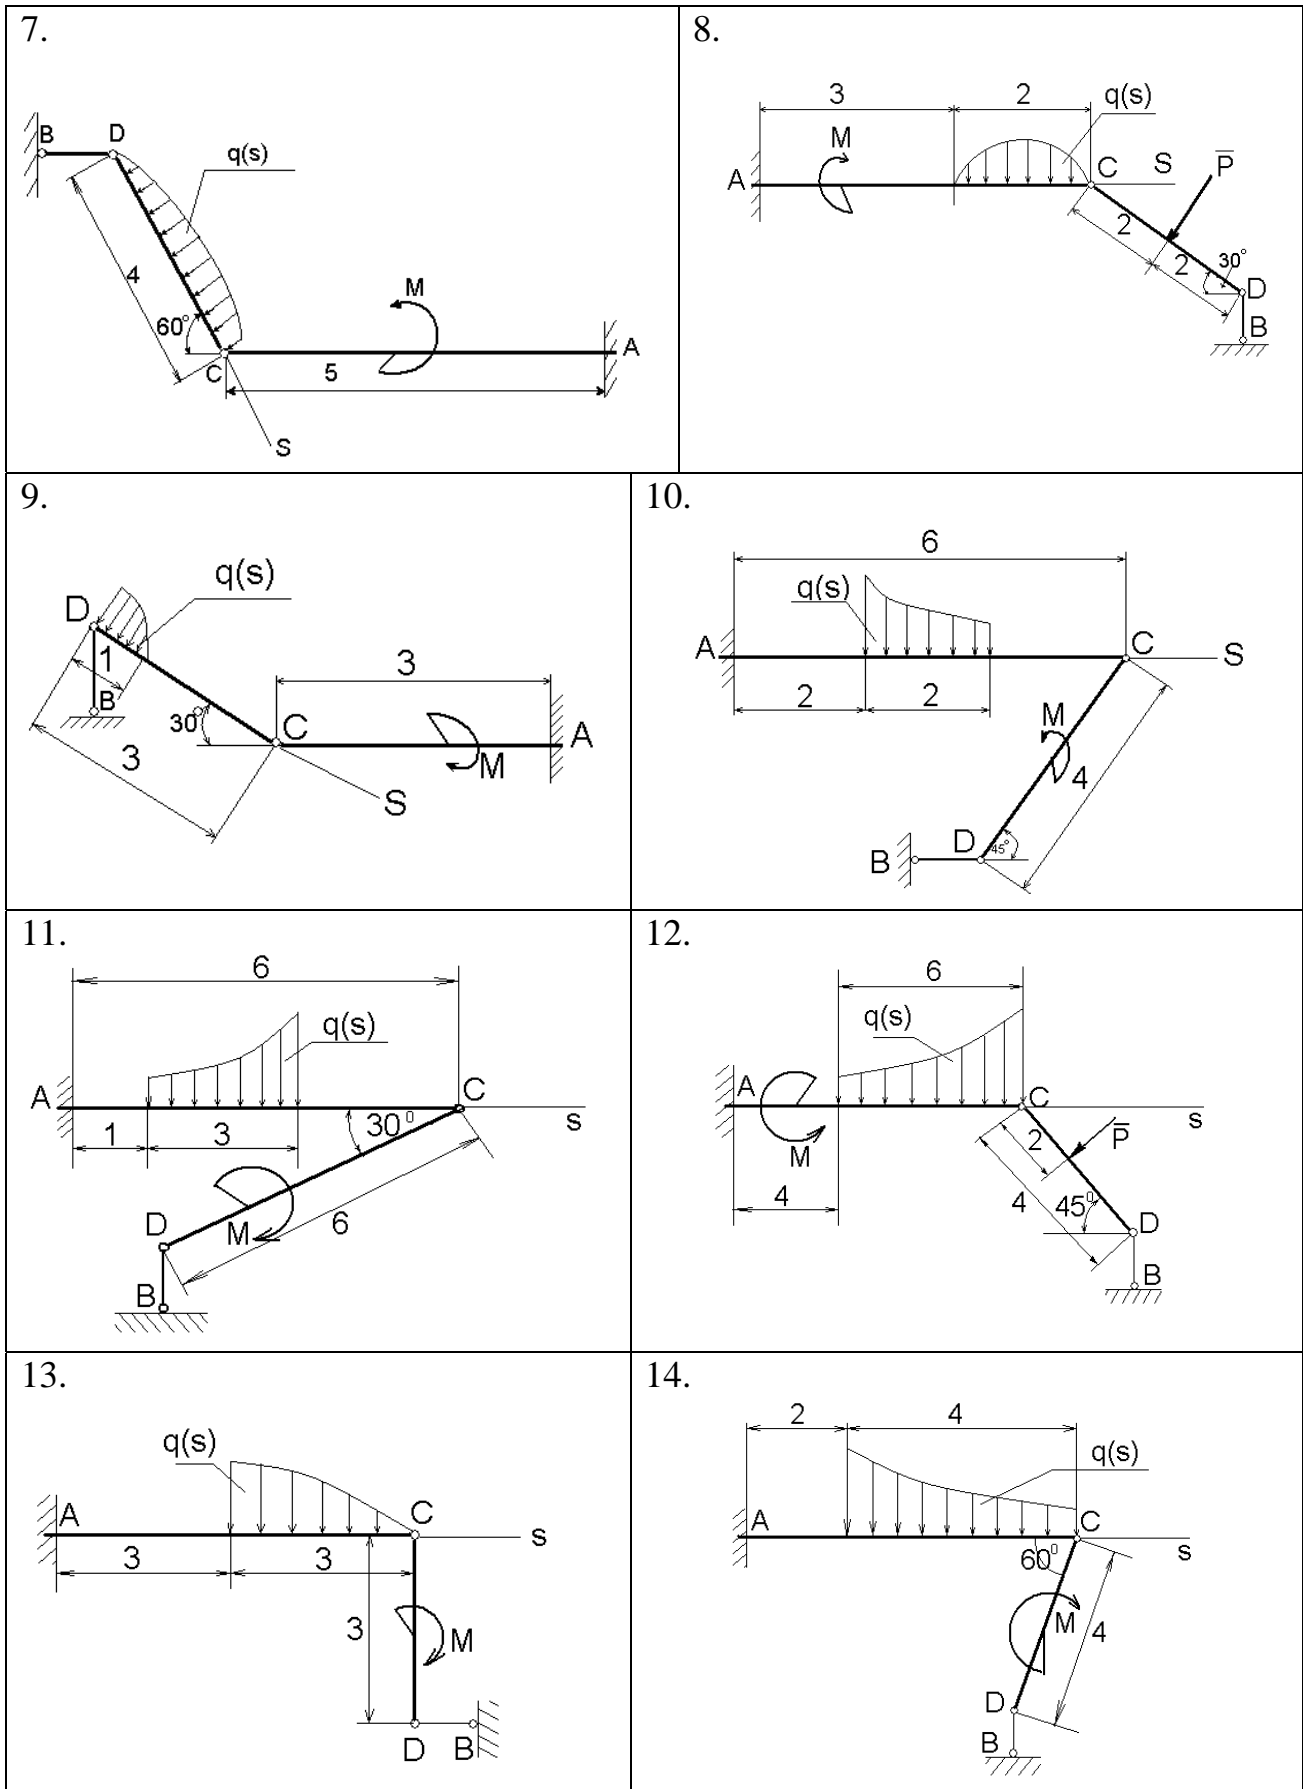 7.
B D q(s)
4
M
60°
C 5 A
S
8.
3 2 q(s)
M
A C S P̅
2
2 30°
D
B
9.
q(s)
D
1
B
3
30°
C A
3 M
S
10.
6
q(s)
A C S
2 2
M
4
B D 45°
11.
6
q(s)
A C
s
1 3 30⁰
D M 6
B
12.
6
q(s)
A C
s
M 2 P̅
4
4 45⁰ D
B
13.
q(s)
A C
s
3 3
3 M
D B
14.
2 4
q(s)
A C
s
60⁰
M 4
D
B